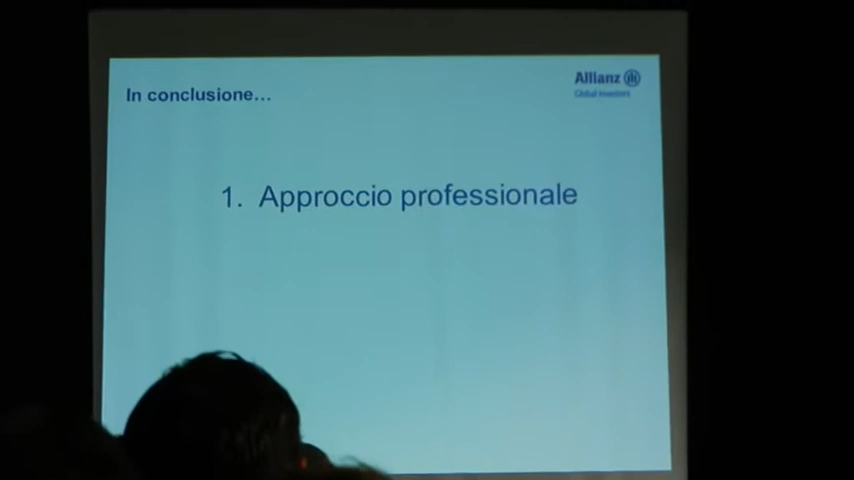 In conclusione...
Allianz
Global Investors
1. Approccio professionale